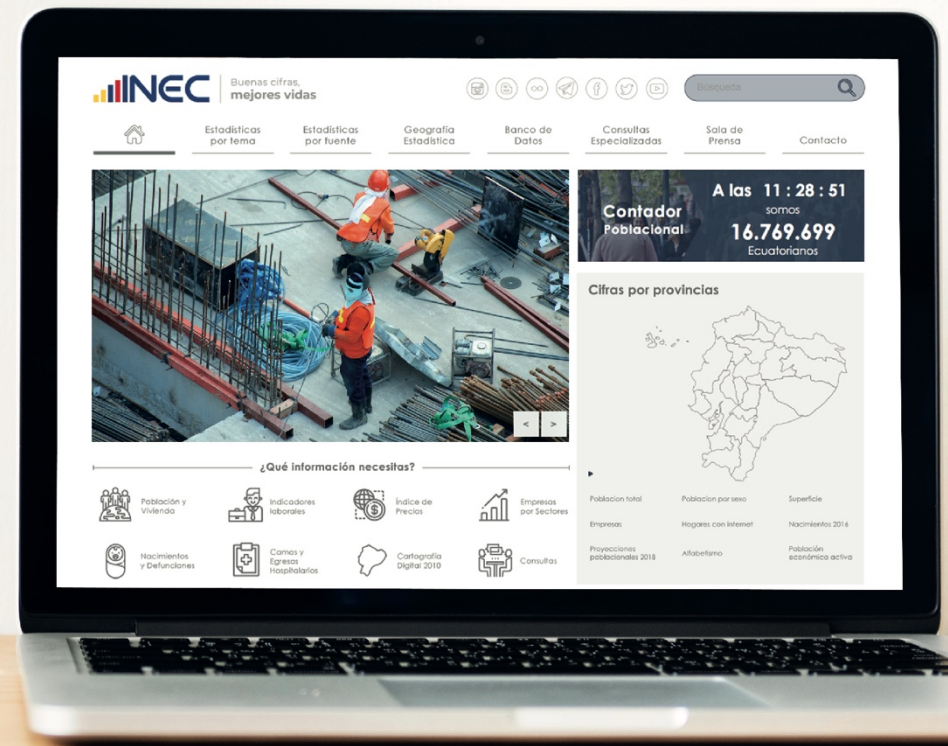 INEC
Buenas cifras,
mejores vidas
Búsqueda
Estadísticas
por tema
Estadísticas
por fuente
Geografía
Estadística
Banco de
Datos
Consultas
Especializadas
Sala de
Prensa
Contacto
Contador
Poblacional
A las 11 : 28 : 51
somos
16.769.699
Ecuatorianos
Cifras por provincias
< >
¿Qué información necesitas?
Población y
Vivienda
Indicadores
laborales
Índice de
Precios
Empresas
por Sectores
Nacimientos
y Defunciones
Camas y
Egresos
Hospitalarios
Cartografía
Digital 2010
Consultas
Poblacion total
Poblacion por sexo
Superficie
Empresas
Hogares con internet
Nacimientos 2016
Proyecciones
poblacionales 2018
Alfabetismo
Población
económica activa